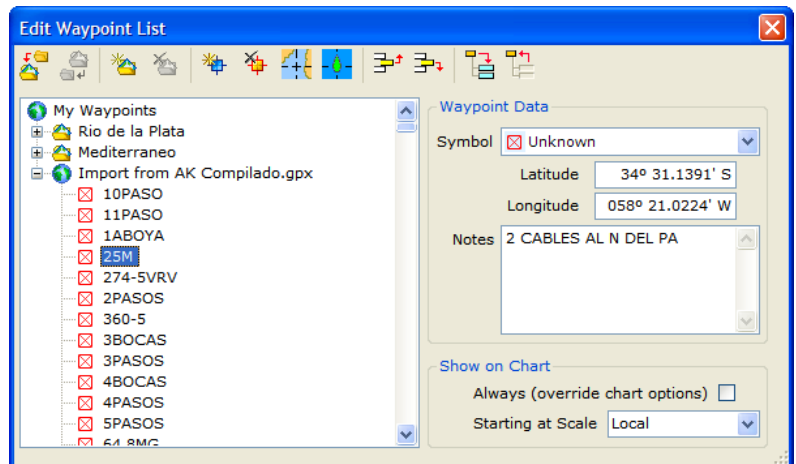 Edit Waypoint List
My Waypoints
Rio de la Plata
Mediterraneo
Import from AK Compilado.gpx
10PASO
11PASO
1ABOYA
25M
274-5VRV
2PASOS
360-5
3BOCAS
3PASOS
4BOCAS
4PASOS
5PASOS
64 8MG
Waypoint Data
Symbol Unknown
Latitude 34º 31.1391' S
Longitude 058º 21.0224' W
Notes 2 CABLES AL N DEL PA
Show on Chart
Always (override chart options)
Starting at Scale Local